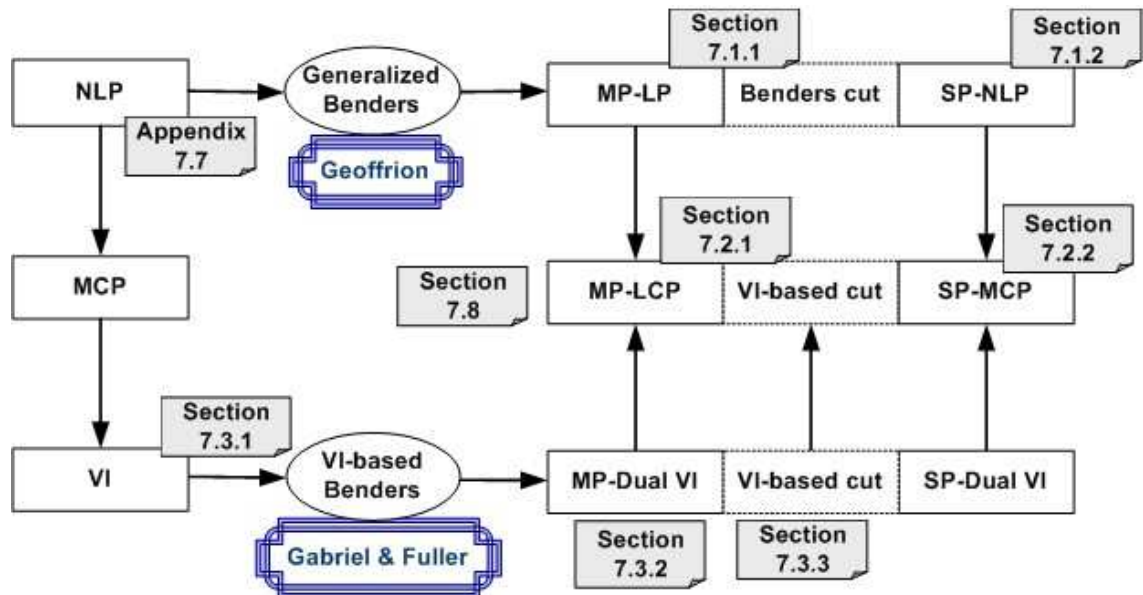 Section
7.1.1
Section
7.1.2
NLP
Generalized
Benders
MP-LP
Benders cut
SP-NLP
Appendix
7.7
Geoffrion
Section
7.2.1
Section
7.2.2
MCP
Section
7.8
MP-LCP
VI-based cut
SP-MCP
Section
7.3.1
VI
VI-based
Benders
MP-Dual VI
VI-based cut
SP-Dual VI
Gabriel & Fuller
Section
7.3.2
Section
7.3.3